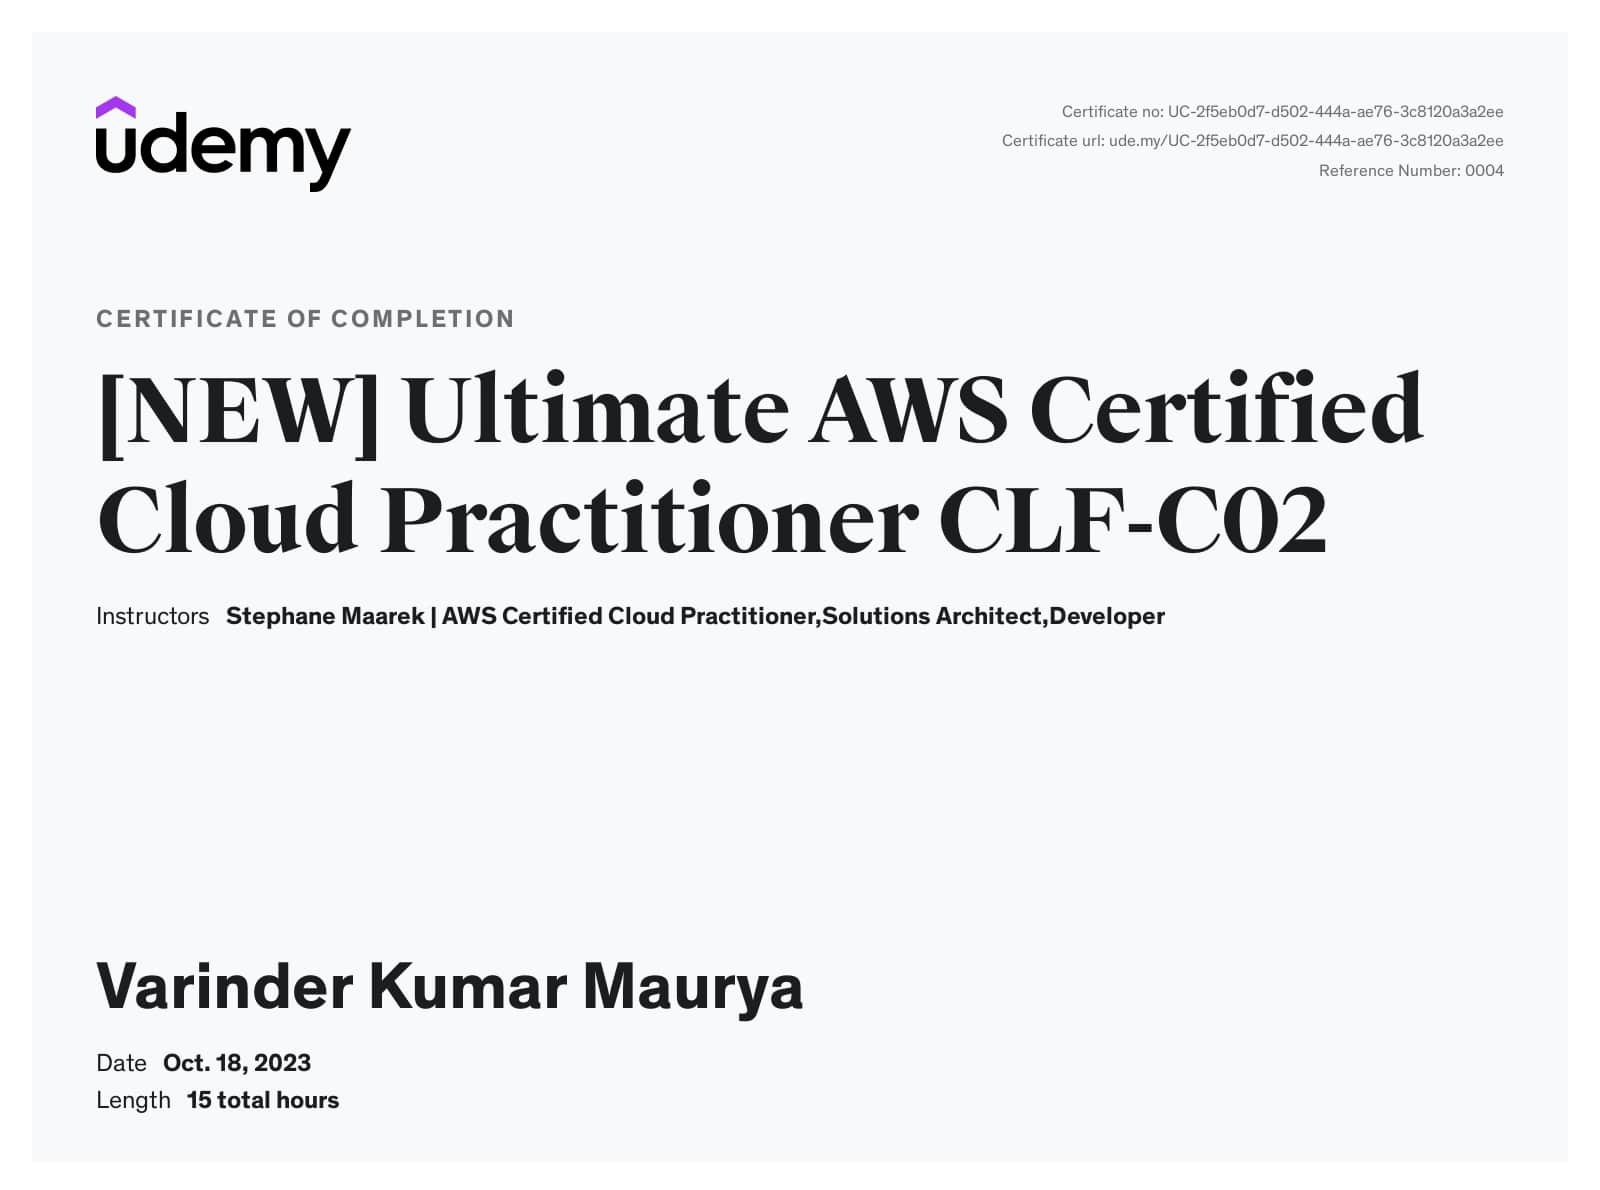 udemy
Certificate no: UC-2f5eb0d7-d502-444a-ae76-3c8120a3a2ee
Certificate url: ude.my/UC-2f5eb0d7-d502-444a-ae76-3c8120a3a2ee
Reference Number: 0004
CERTIFICATE OF COMPLETION
[NEW] Ultimate AWS Certified
Cloud Practitioner CLF-C02
Instructors Stephane Maarek | AWS Certified Cloud Practitioner,Solutions Architect,Developer
Varinder Kumar Maurya
Date Oct. 18, 2023
Length 15 total hours